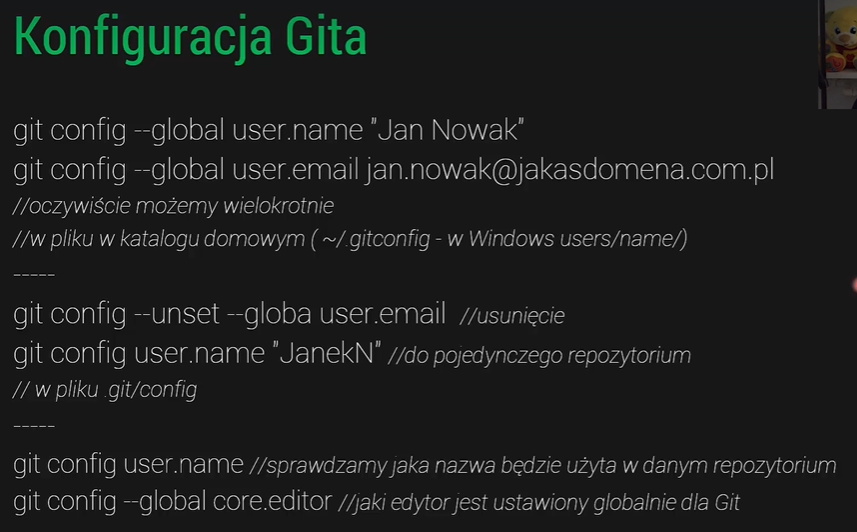 Konfiguracja Gita
git config --global user.name "Jan Nowak"
git config --global user.email jan.nowak@jakasdomena.com.pl
//oczywiście możemy wielokrotnie
//w pliku w katalogu domowym ( ~/.gitconfig - w Windows users/name/)
-----
git config --unset --globa user.email //usunięcie
git config user.name "JanekN" //do pojedynczego repozytorium
// w pliku .git/config
-----
git config user.name //sprawdzamy jaka nazwa będzie użyta w danym repozytorium
git config --global core.editor //jaki edytor jest ustawiony globalnie dla Git